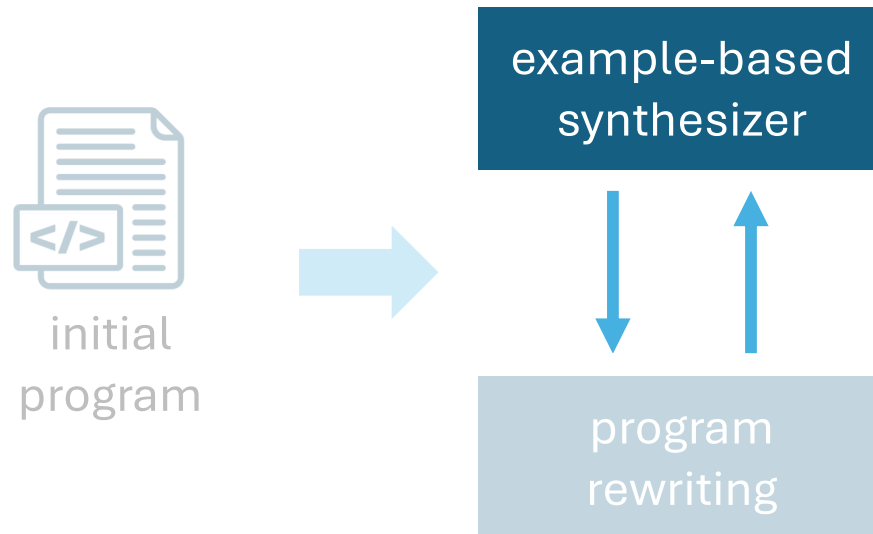 example-based
synthesizer
</>
initial
program
program
rewriting